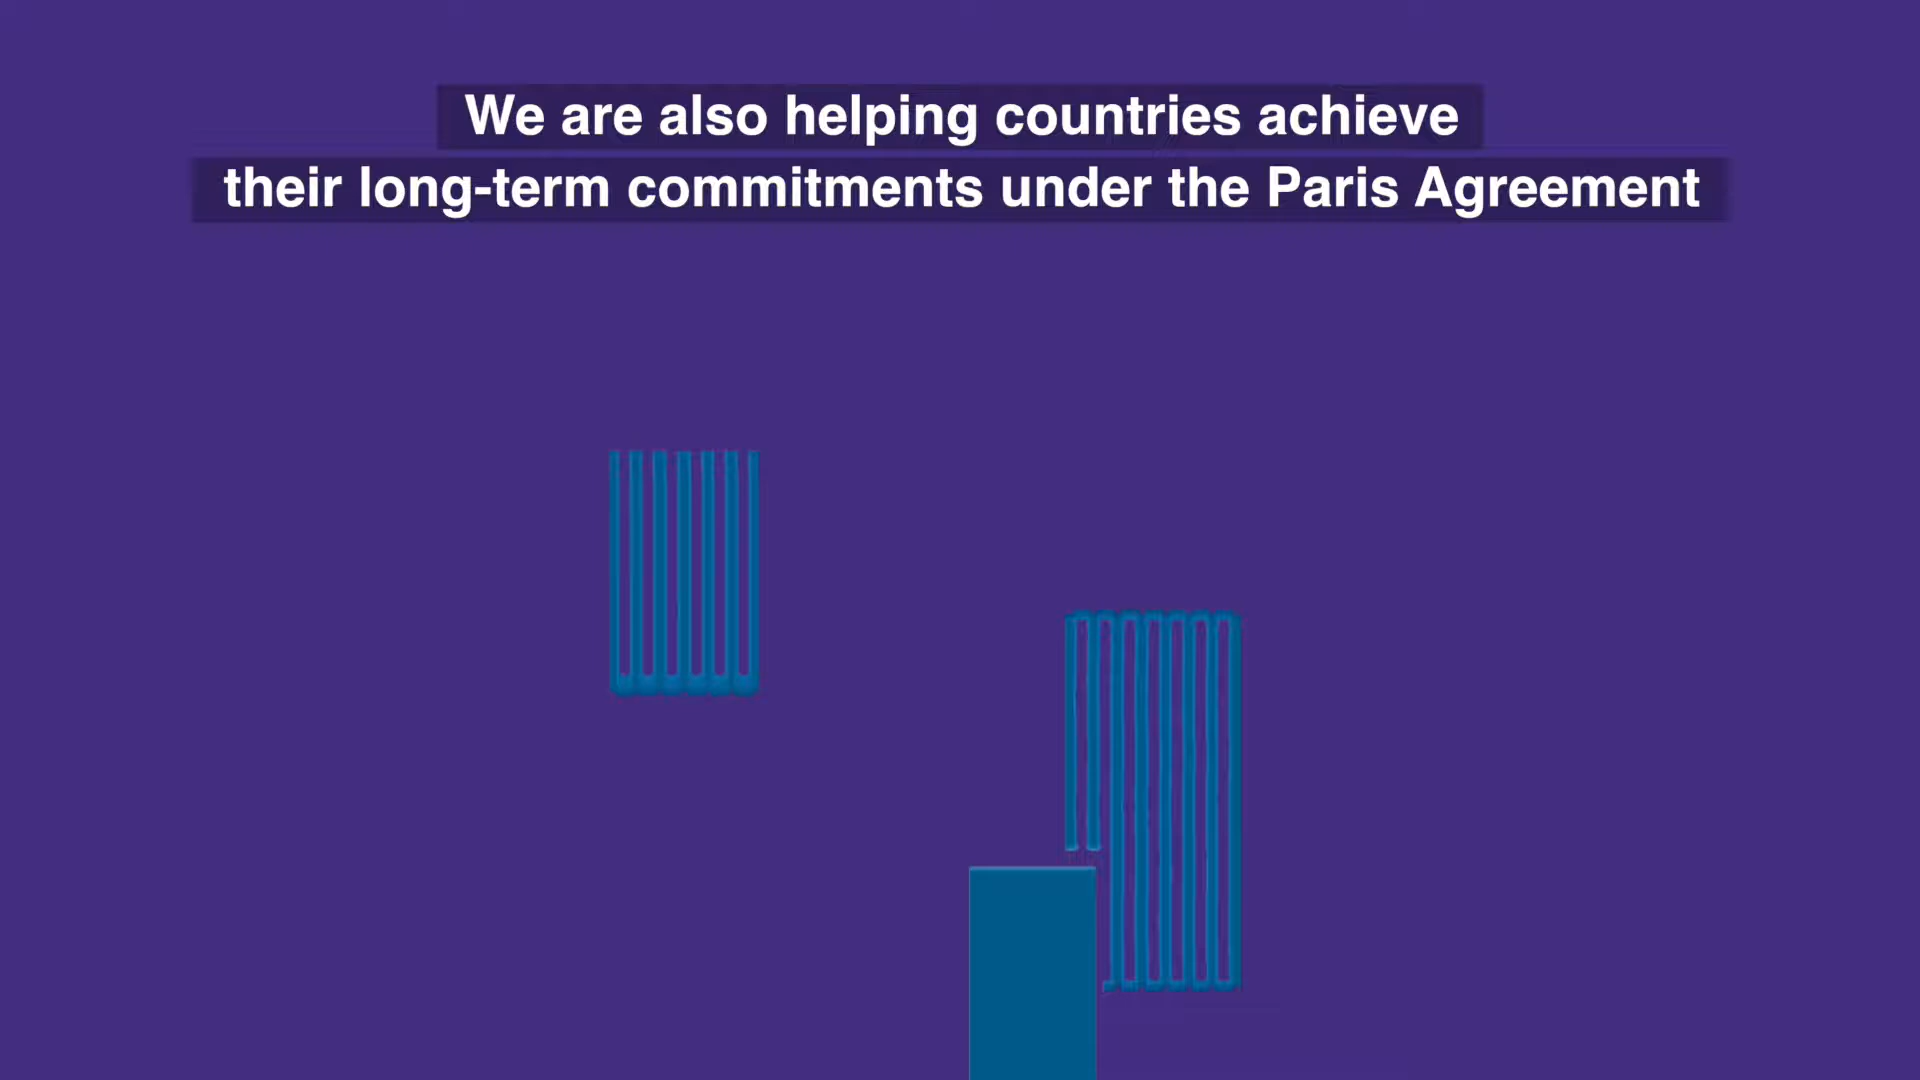 We are also helping countries achieve
their long-term commitments under the Paris Agreement